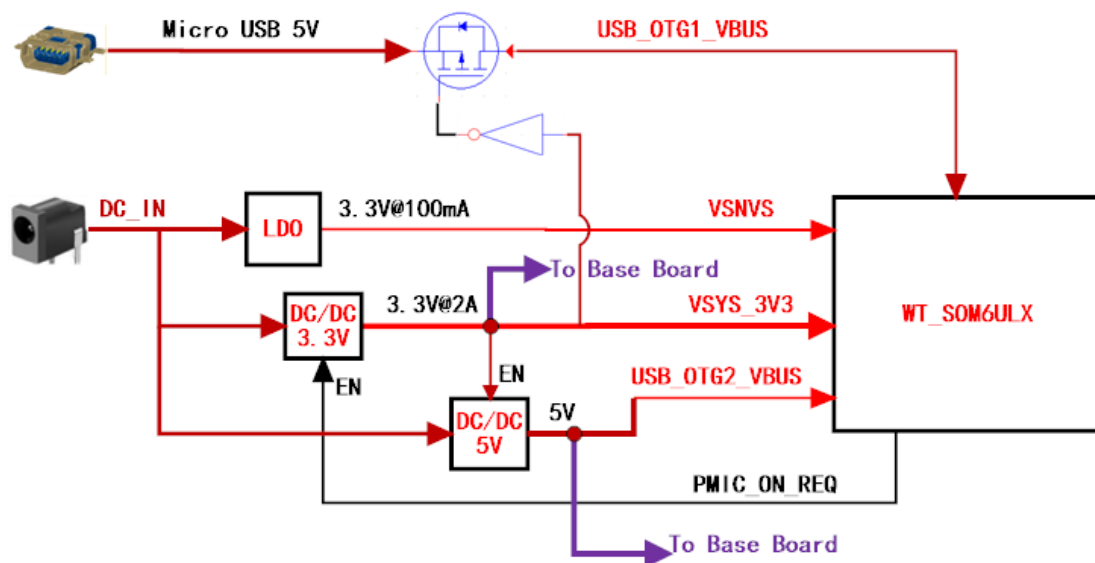 Micro USB 5V
USB_OTG1_VBUS
DC_IN
LDO
3.3V@100mA
VSNVS
To Base Board
DC/DC
3.3V
3.3V@2A
VSYS_3V3
WT_SOM6ULX
EN
EN
USB_OTG2_VBUS
DC/DC
5V
5V
PMIC_ON_REQ
To Base Board